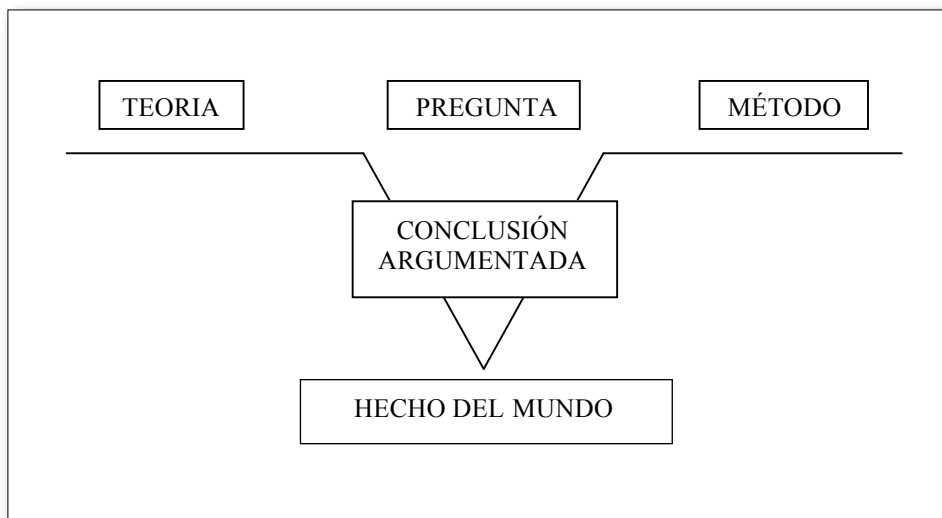 TEORIA
PREGUNTA
MÉTODO
CONCLUSIÓN
ARGUMENTADA
HECHO DEL MUNDO